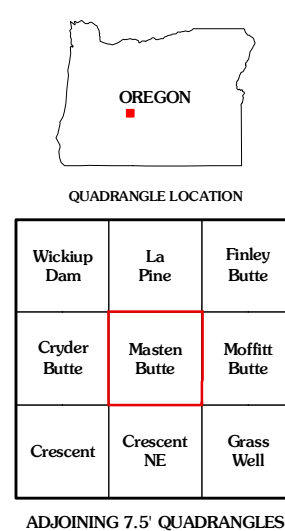 OREGON
QUADRANGLE LOCATION
Wickiup
Dam
La
Pine
Finley
Butte
Cryder
Butte
Masten
Butte
Moffitt
Butte
Crescent
Crescent
NE
Grass
Well
ADJOINING 7.5' QUADRANGLES